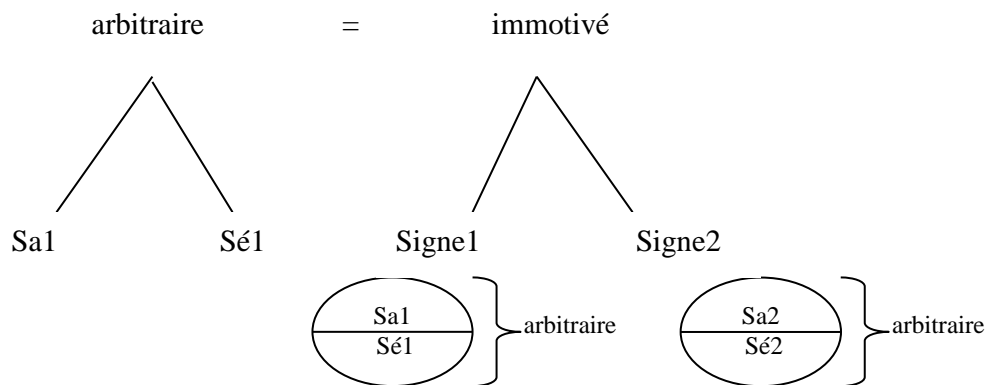 arbitraire = immotivé
Sa1 Sé1 Signe1 Signe2
Sa1 arbitraire Sa2 arbitraire
Sé1 Sé2